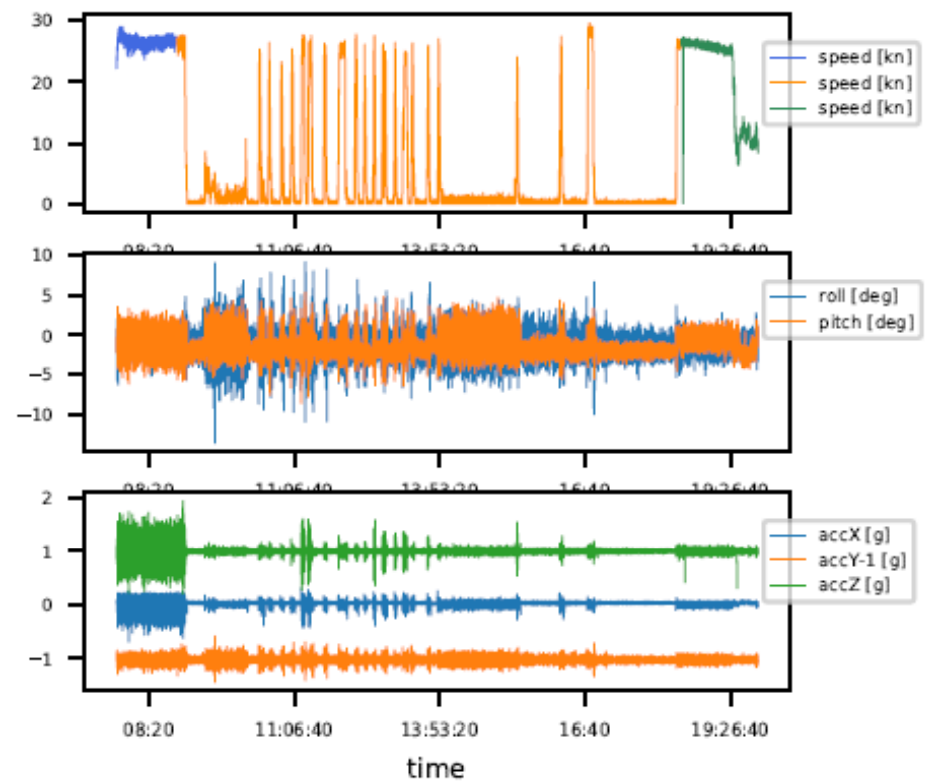 30
20
10
0
speed [kn]
speed [kn]
speed [kn]
08:20 11:06:40 13:53:20 16:40 19:26:40
10
5
0
−5
−10
roll [deg]
pitch [deg]
08:20 11:06:40 13:53:20 16:40 19:26:40
2
1
0
−1
accX [g]
accY-1 [g]
accZ [g]
08:20 11:06:40 13:53:20 16:40 19:26:40
time